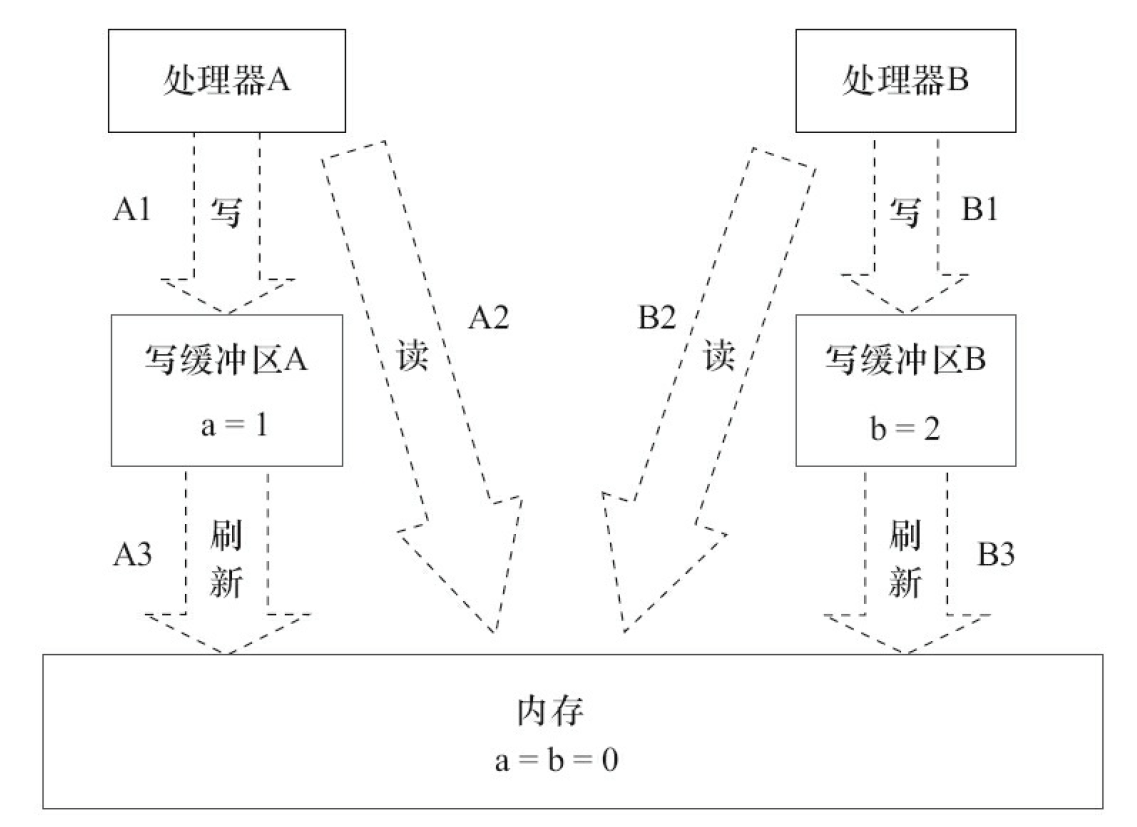 处理器A
处理器B
A1
写
写
B1
A2
B2
读
读
写缓冲区A
a = 1
写缓冲区B
b = 2
A3
刷新
刷新
B3
内存
a = b = 0